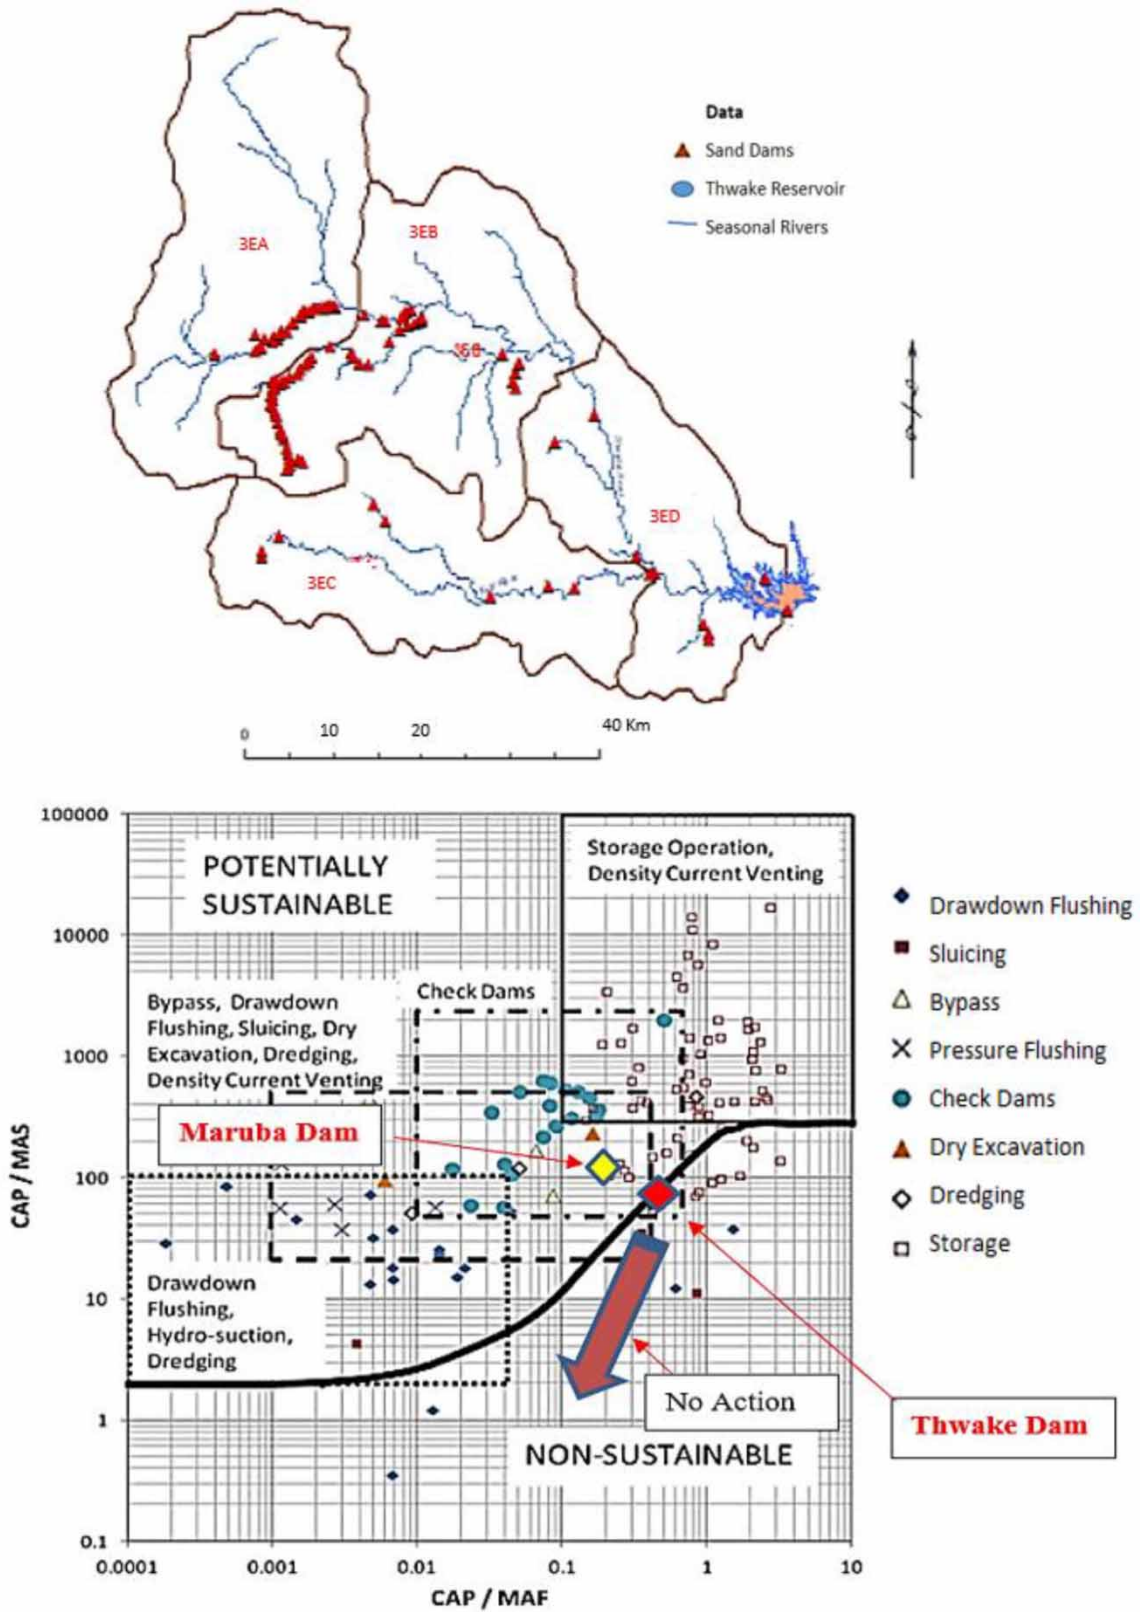 Data
Sand Dams
Thwake Reservoir
Seasonal Rivers
3EA
3EB
3ED
3EC
0 10 20 40 Km
100000
10000
1000
100
10
1
0.1
CAP / MAS
POTENTIALLY
SUSTAINABLE
Storage Operation,
Density Current Venting
Check Dams
Bypass, Drawdown
Flushing, Sluicing, Dry
Excavation, Dredging,
Density Current Venting
Maruba Dam
Drawdown
Flushing,
Hydro-suction,
Dredging
No Action
NON-SUSTAINABLE
Thwake Dam
Drawdown Flushing
Sluicing
Bypass
Pressure Flushing
Check Dams
Dry Excavation
Dredging
Storage
0.0001 0.001 0.01 0.1 1 10
CAP / MAF